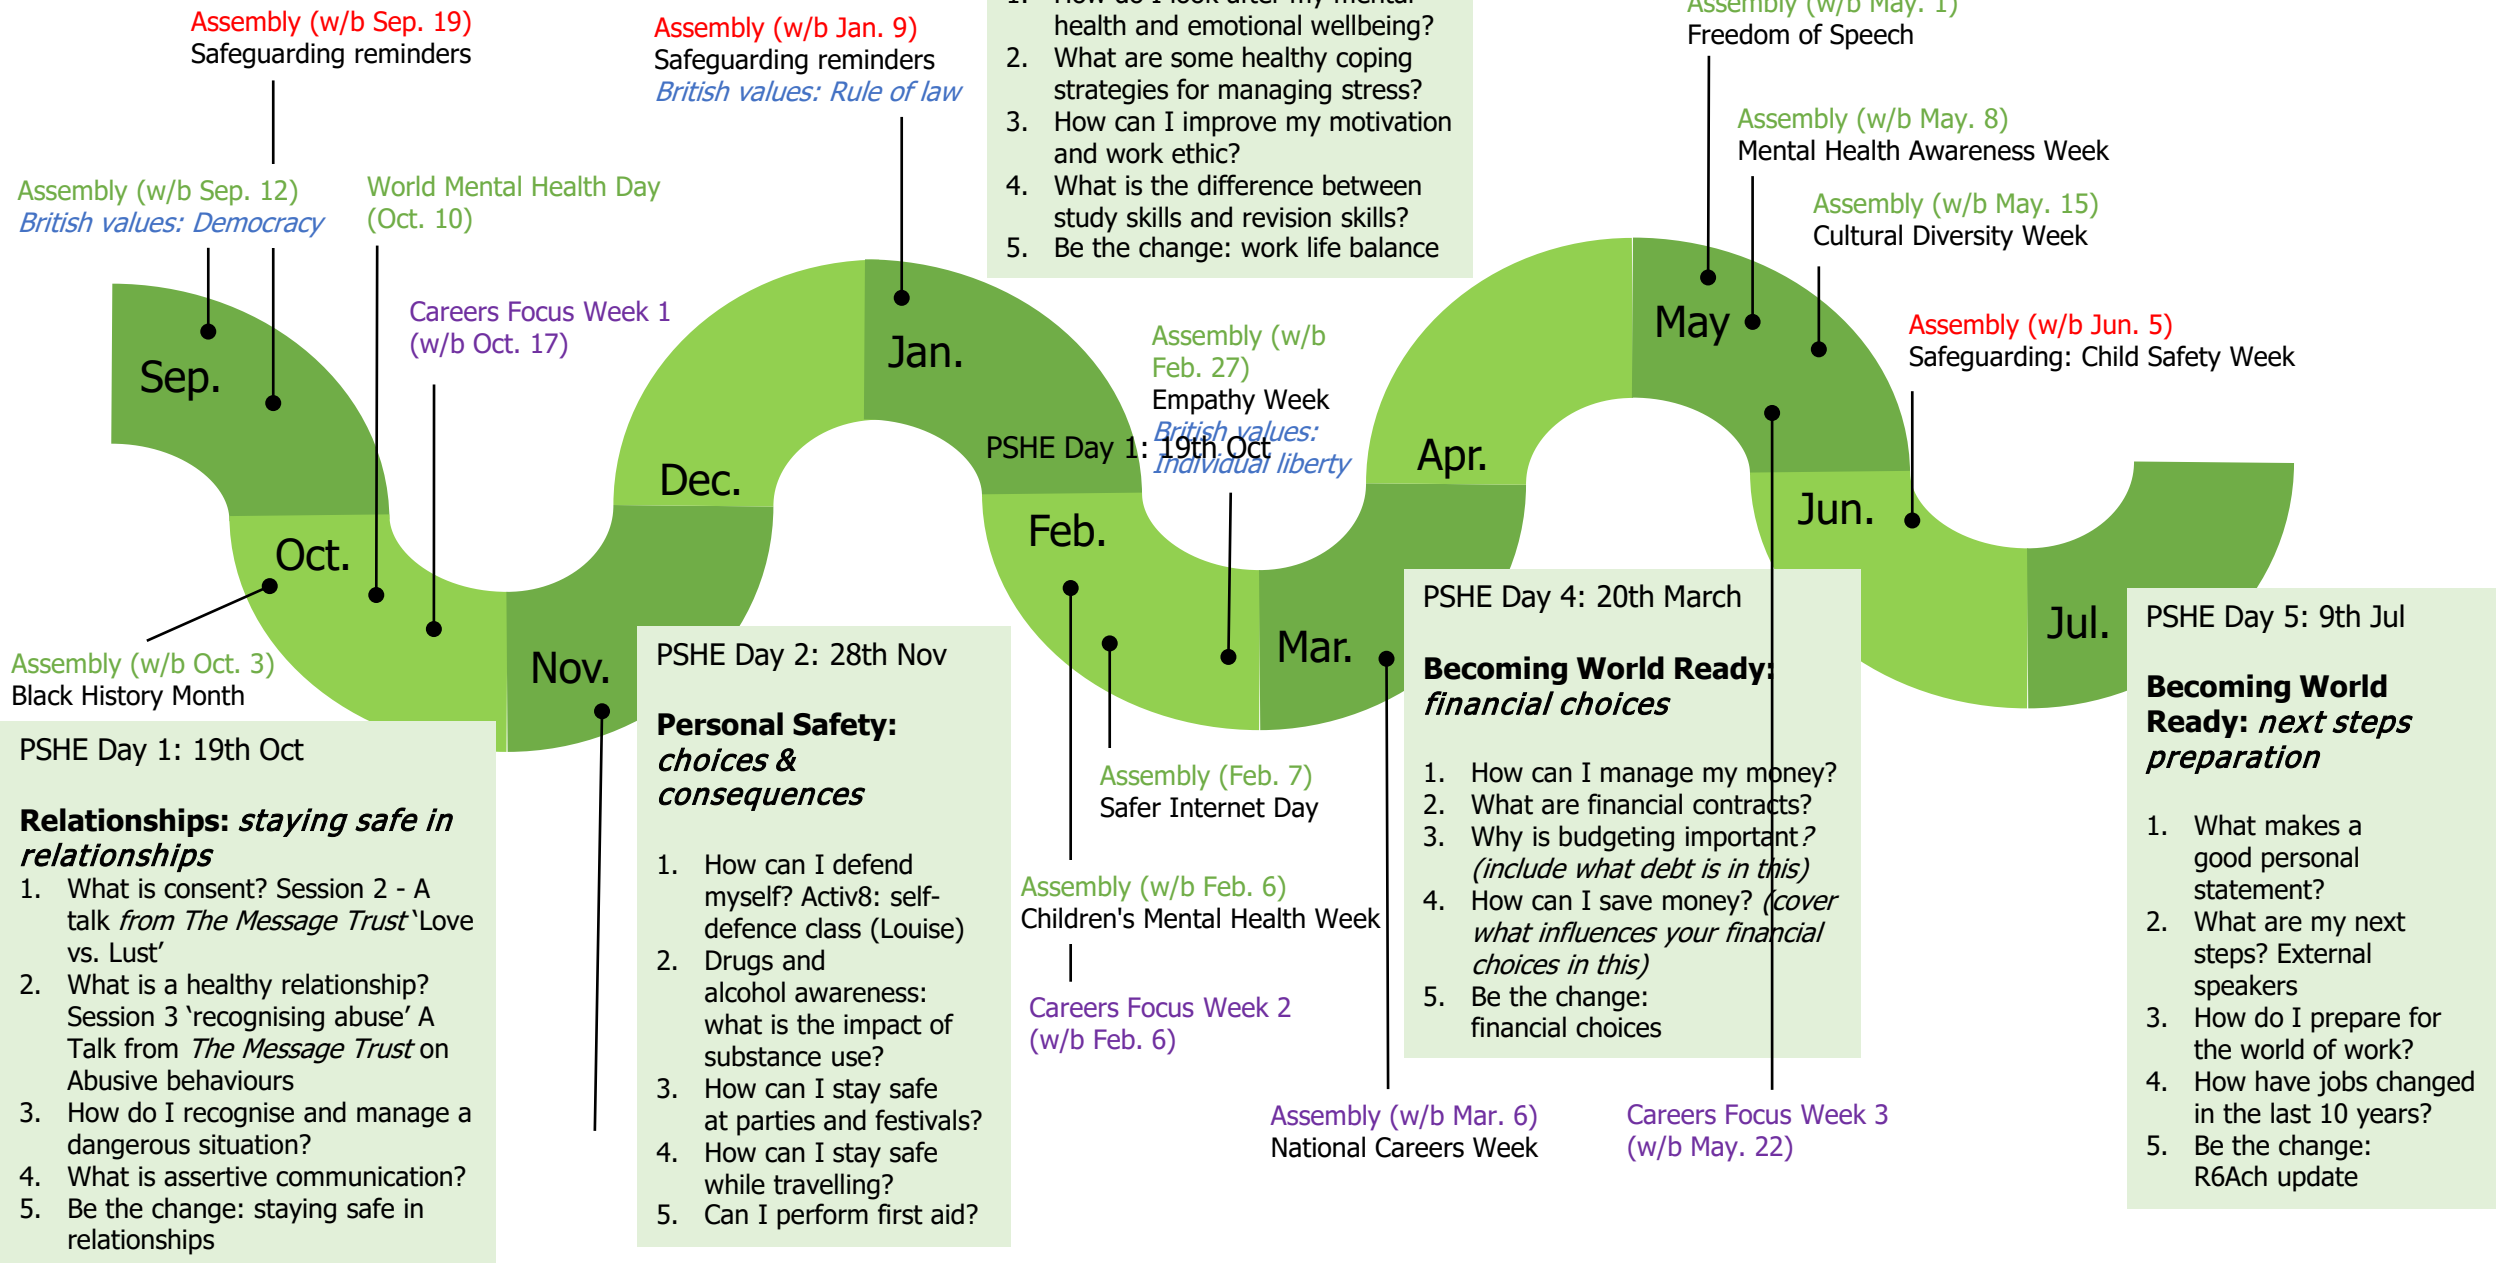 Assembly (w/b Sep. 19)
Safeguarding reminders
Assembly (w/b Sep. 12)
British values: Democracy
World Mental Health Day
(Oct. 10)
Careers Focus Week 1
(w/b Oct. 17)
Assembly (w/b Jan. 9)
Safeguarding reminders
British values: Rule of law
1. How do I look after my mental
health and emotional wellbeing?
2. What are some healthy coping
strategies for managing stress?
3. How can I improve my motivation
and work ethic?
4. What is the difference between
study skills and revision skills?
5. Be the change: work life balance
Assembly (w/b May. 1)
Freedom of Speech
Assembly (w/b May. 8)
Mental Health Awareness Week
Assembly (w/b May. 15)
Cultural Diversity Week
Assembly (w/b Jun. 5)
Safeguarding: Child Safety Week
Assembly (w/b
Feb. 27)
Empathy Week
British values:
Individual liberty
PSHE Day 1: 19th Oct
Sep.
Oct.
Nov.
Dec.
Jan.
Feb.
Mar.
Apr.
May
Jun.
Jul.
Assembly (w/b Oct. 3)
Black History Month
PSHE Day 1: 19th Oct
Relationships: staying safe in
relationships
1. What is consent? Session 2 - A
talk from The Message Trust ‘Love
vs. Lust’
2. What is a healthy relationship?
Session 3 ‘recognising abuse’ A
Talk from The Message Trust on
Abusive behaviours
3. How do I recognise and manage a
dangerous situation?
4. What is assertive communication?
5. Be the change: staying safe in
relationships
PSHE Day 2: 28th Nov
Personal Safety:
choices &
consequences
1. How can I defend
myself? Activ8: self-
defence class (Louise)
2. Drugs and
alcohol awareness:
what is the impact of
substance use?
3. How can I stay safe
at parties and festivals?
4. How can I stay safe
while travelling?
5. Can I perform first aid?
Assembly (Feb. 7)
Safer Internet Day
Assembly (w/b Feb. 6)
Children's Mental Health Week
Careers Focus Week 2
(w/b Feb. 6)
Assembly (w/b Mar. 6)
National Careers Week
PSHE Day 4: 20th March
Becoming World Ready:
financial choices
1. How can I manage my money?
2. What are financial contracts?
3. Why is budgeting important?
(include what debt is in this)
4. How can I save money? (cover
what influences your financial
choices in this)
5. Be the change:
financial choices
Careers Focus Week 3
(w/b May. 22)
PSHE Day 5: 9th Jul
Becoming World
Ready: next steps
preparation
1. What makes a
good personal
statement?
2. What are my next
steps? External
speakers
3. How do I prepare for
the world of work?
4. How have jobs changed
in the last 10 years?
5. Be the change:
R6Ach update